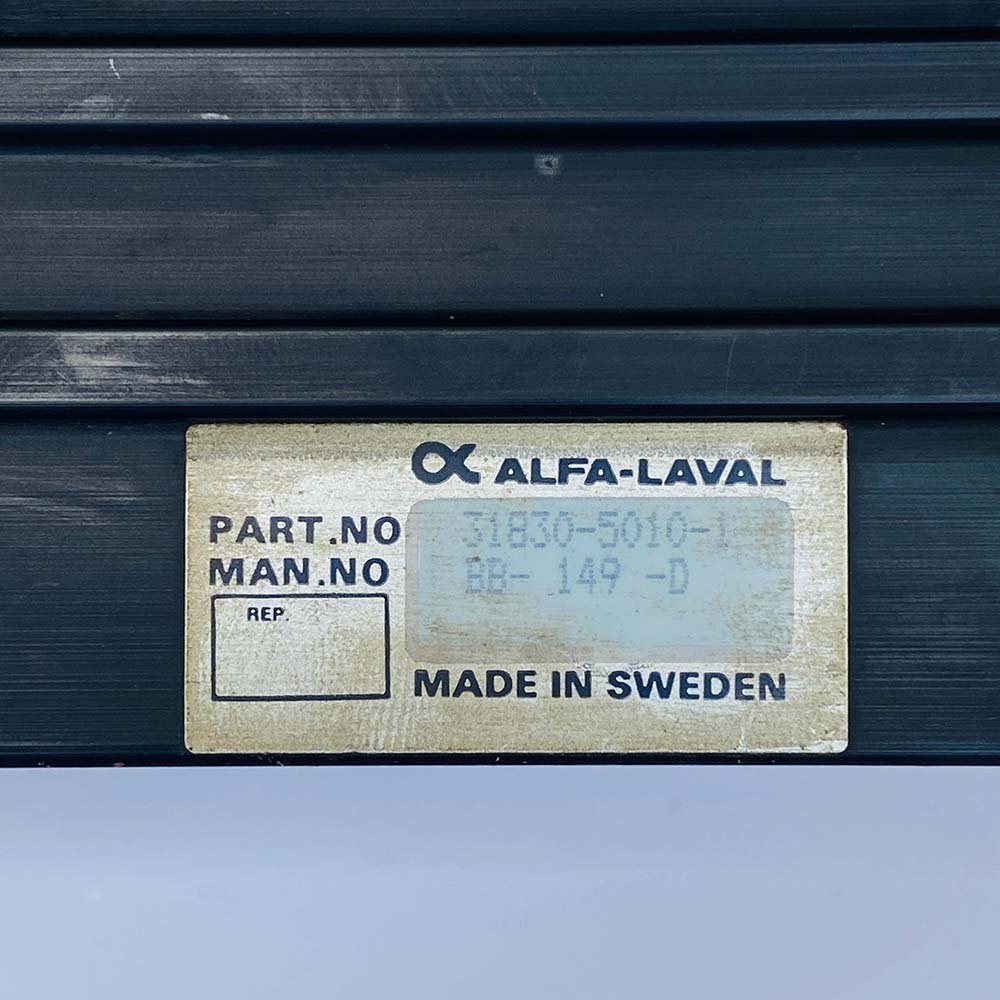 α ALFA-LAVAL
PART.NO 31830-5010-1
MAN.NO BB- 149 -D
REP.
MADE IN SWEDEN